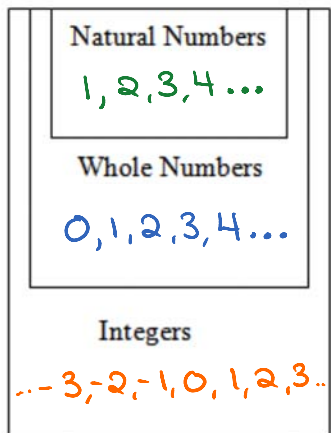 Natural Numbers
1, 2, 3, 4...
Whole Numbers
0, 1, 2, 3, 4...
Integers
...-3,-2,-1, 0, 1, 2, 3..